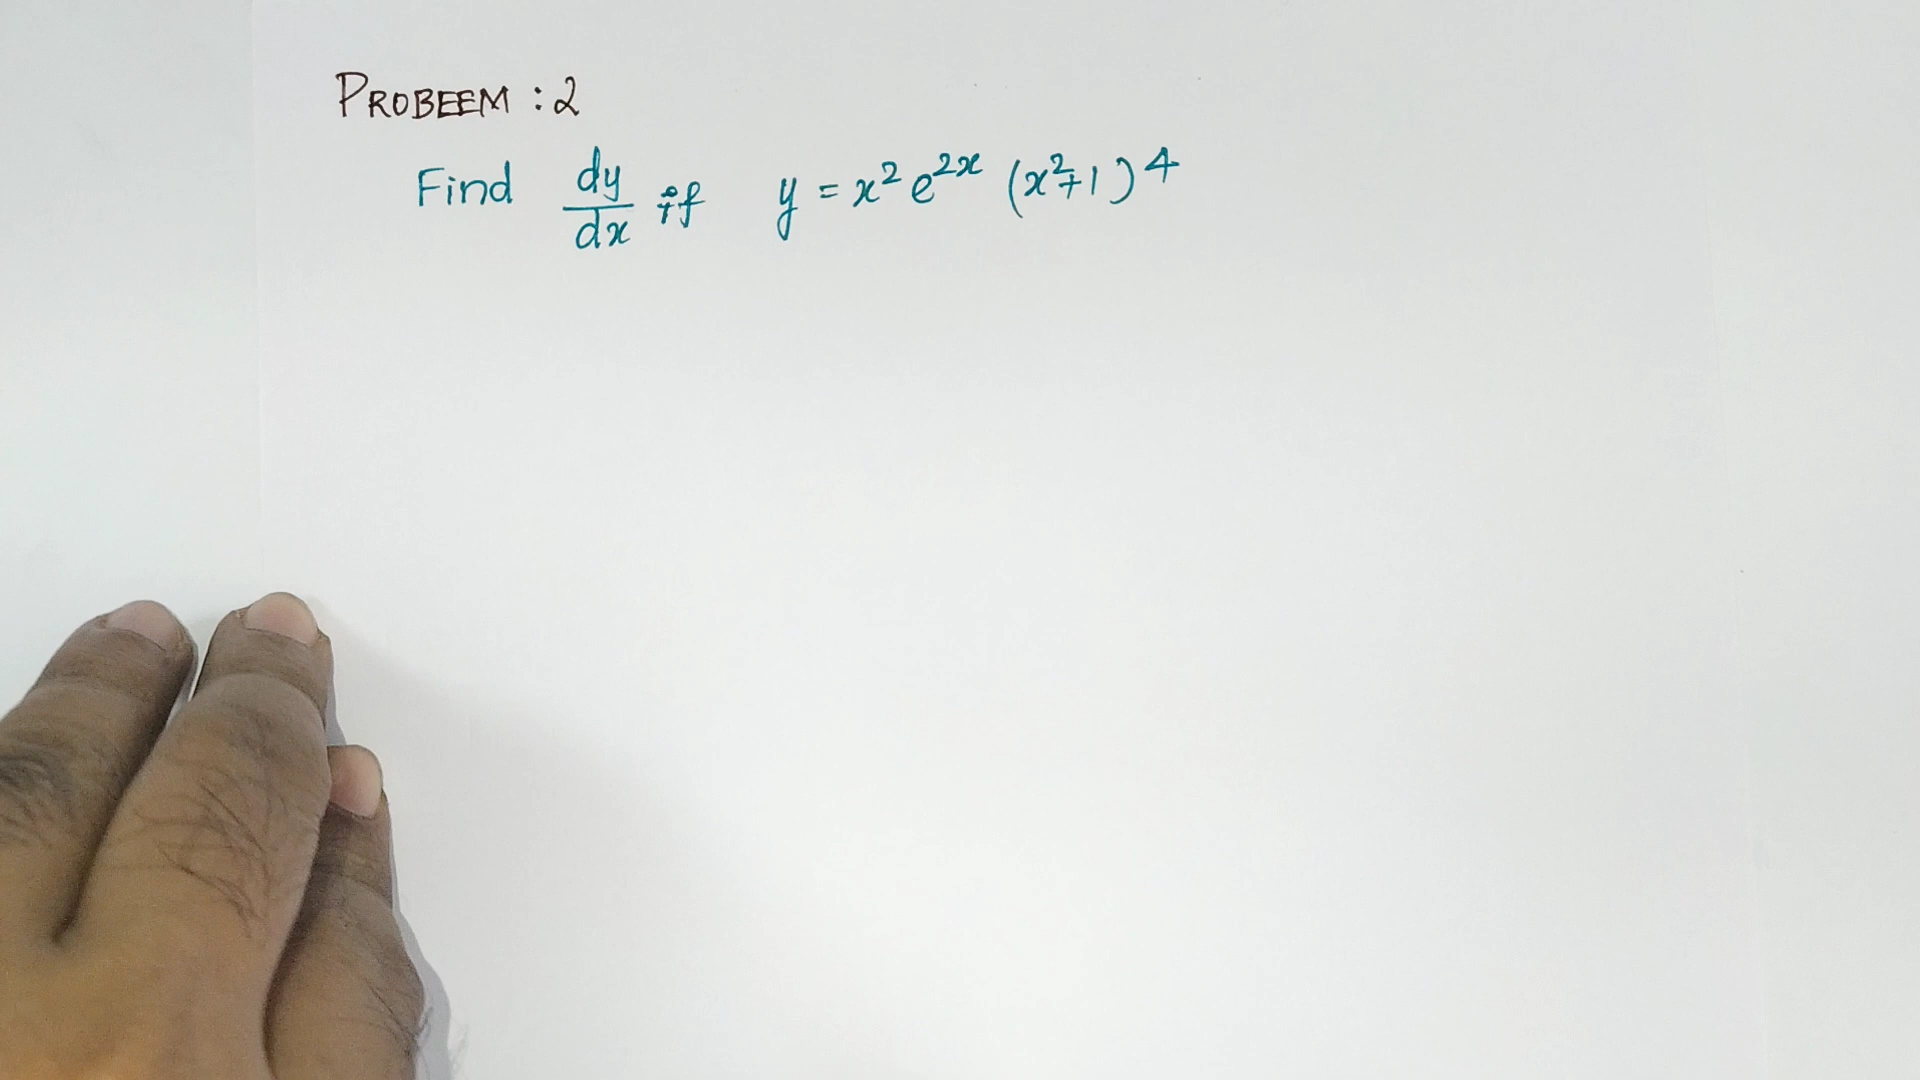 PROBEEM : 2
Find dy/dx if y = x² e^{2x} (x²+1)⁴